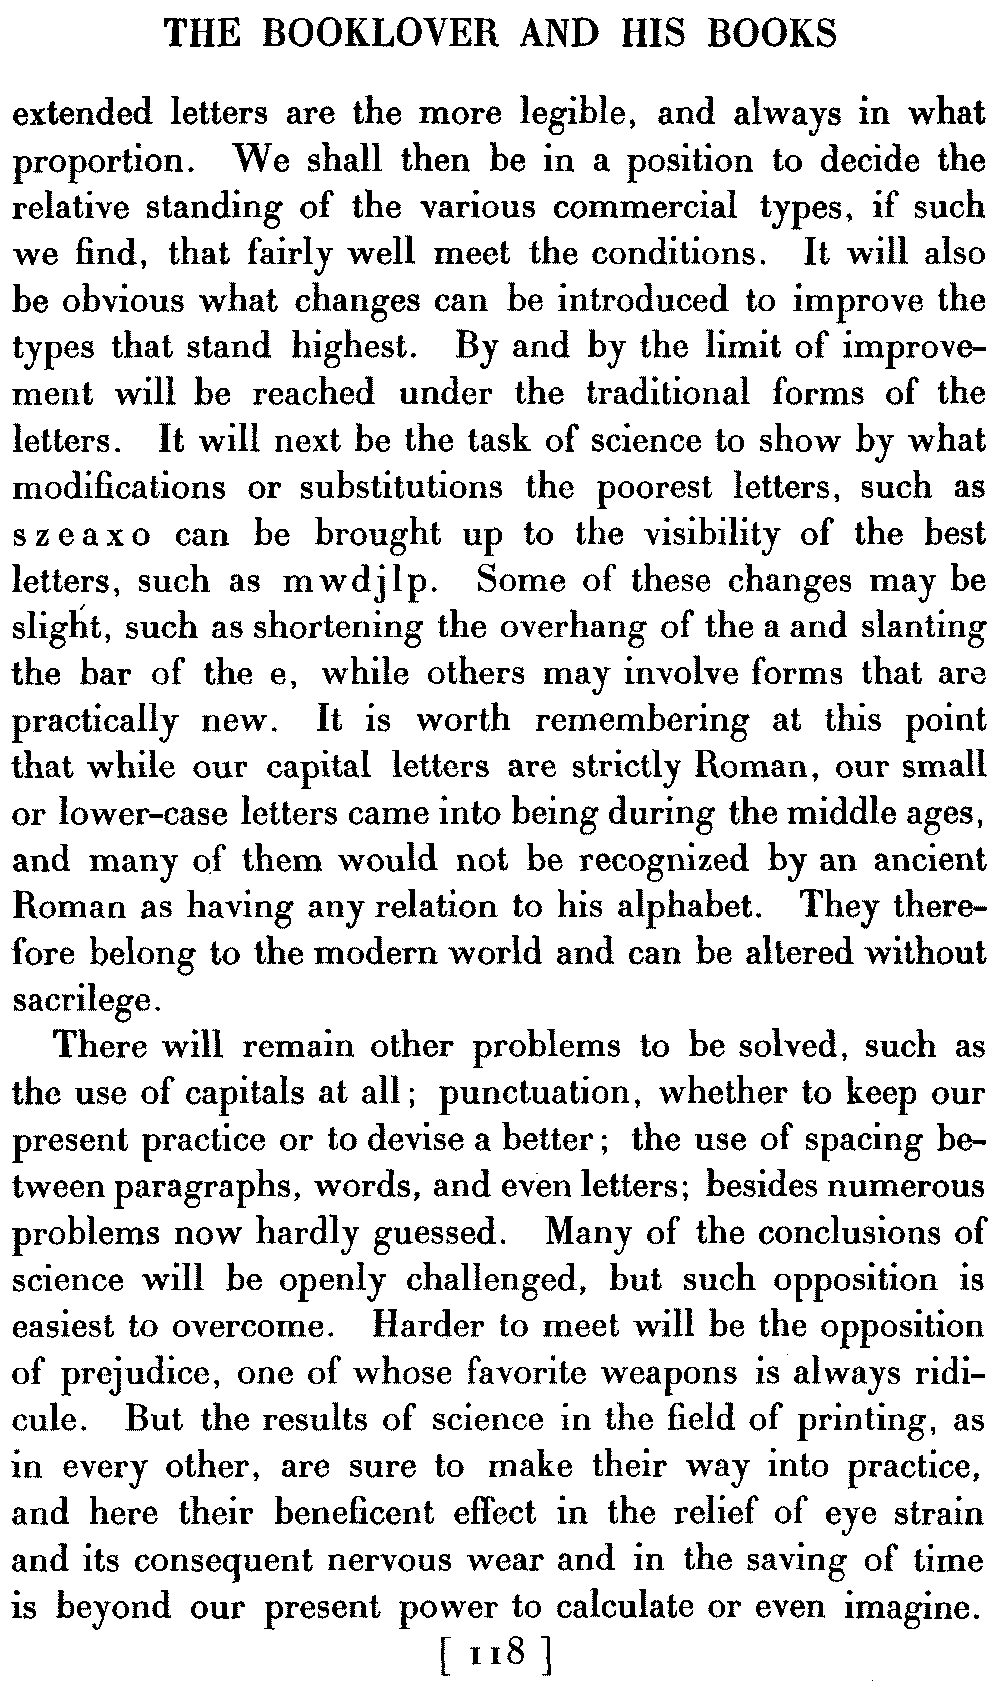 THE BOOKLOVER AND HIS BOOKS
extended letters are the more legible, and always in what
proportion. We shall then be in a position to decide the
relative standing of the various commercial types, if such
we find, that fairly well meet the conditions. It will also
be obvious what changes can be introduced to improve the
types that stand highest. By and by the limit of improve-
ment will be reached under the traditional forms of the
letters. It will next be the task of science to show by what
modifications or substitutions the poorest letters, such as
s z e a x o can be brought up to the visibility of the best
letters, such as m w d j l p. Some of these changes may be
slight, such as shortening the overhang of the a and slanting
the bar of the e, while others may involve forms that are
practically new. It is worth remembering at this point
that while our capital letters are strictly Roman, our small
or lower-case letters came into being during the middle ages,
and many of them would not be recognized by an ancient
Roman as having any relation to his alphabet. They there-
fore belong to the modern world and can be altered without
sacrilege.
There will remain other problems to be solved, such as
the use of capitals at all; punctuation, whether to keep our
present practice or to devise a better; the use of spacing be-
tween paragraphs, words, and even letters; besides numerous
problems now hardly guessed. Many of the conclusions of
science will be openly challenged, but such opposition is
easiest to overcome. Harder to meet will be the opposition
of prejudice, one of whose favorite weapons is always ridi-
cule. But the results of science in the field of printing, as
in every other, are sure to make their way into practice,
and here their beneficent effect in the relief of eye strain
and its consequent nervous wear and in the saving of time
is beyond our present power to calculate or even imagine.
[ 118 ]